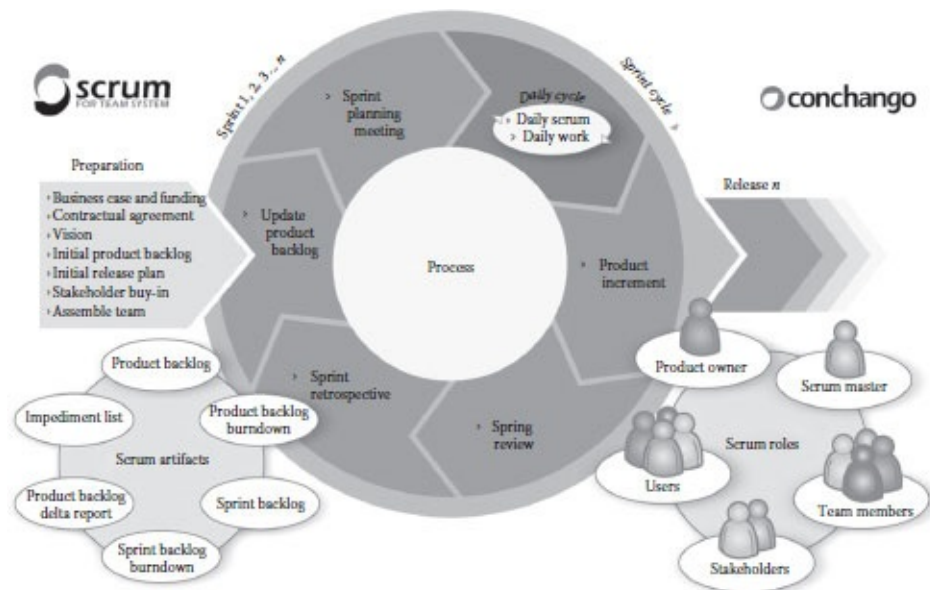 scrum
FOR TEAM SYSTEM
conchango
Sprint 1, 2, 3... n
Sprint cycle
Preparation
› Business case and funding
› Contractual agreement
› Vision
› Initial product backlog
› Initial release plan
› Stakeholder buy-in
› Assemble team
› Sprint
planning
meeting
Daily cycle
› Daily scrum
› Daily work
› Update
product
backlog
Process
› Product
increment
› Sprint
retrospective
› Spring
review
Release n
Product backlog
Impediment list
Product backlog
burndown
Scrum artifacts
Product backlog
delta report
Sprint backlog
Sprint backlog
burndown
Product owner
Scrum master
Scrum roles
Users
Team members
Stakeholders